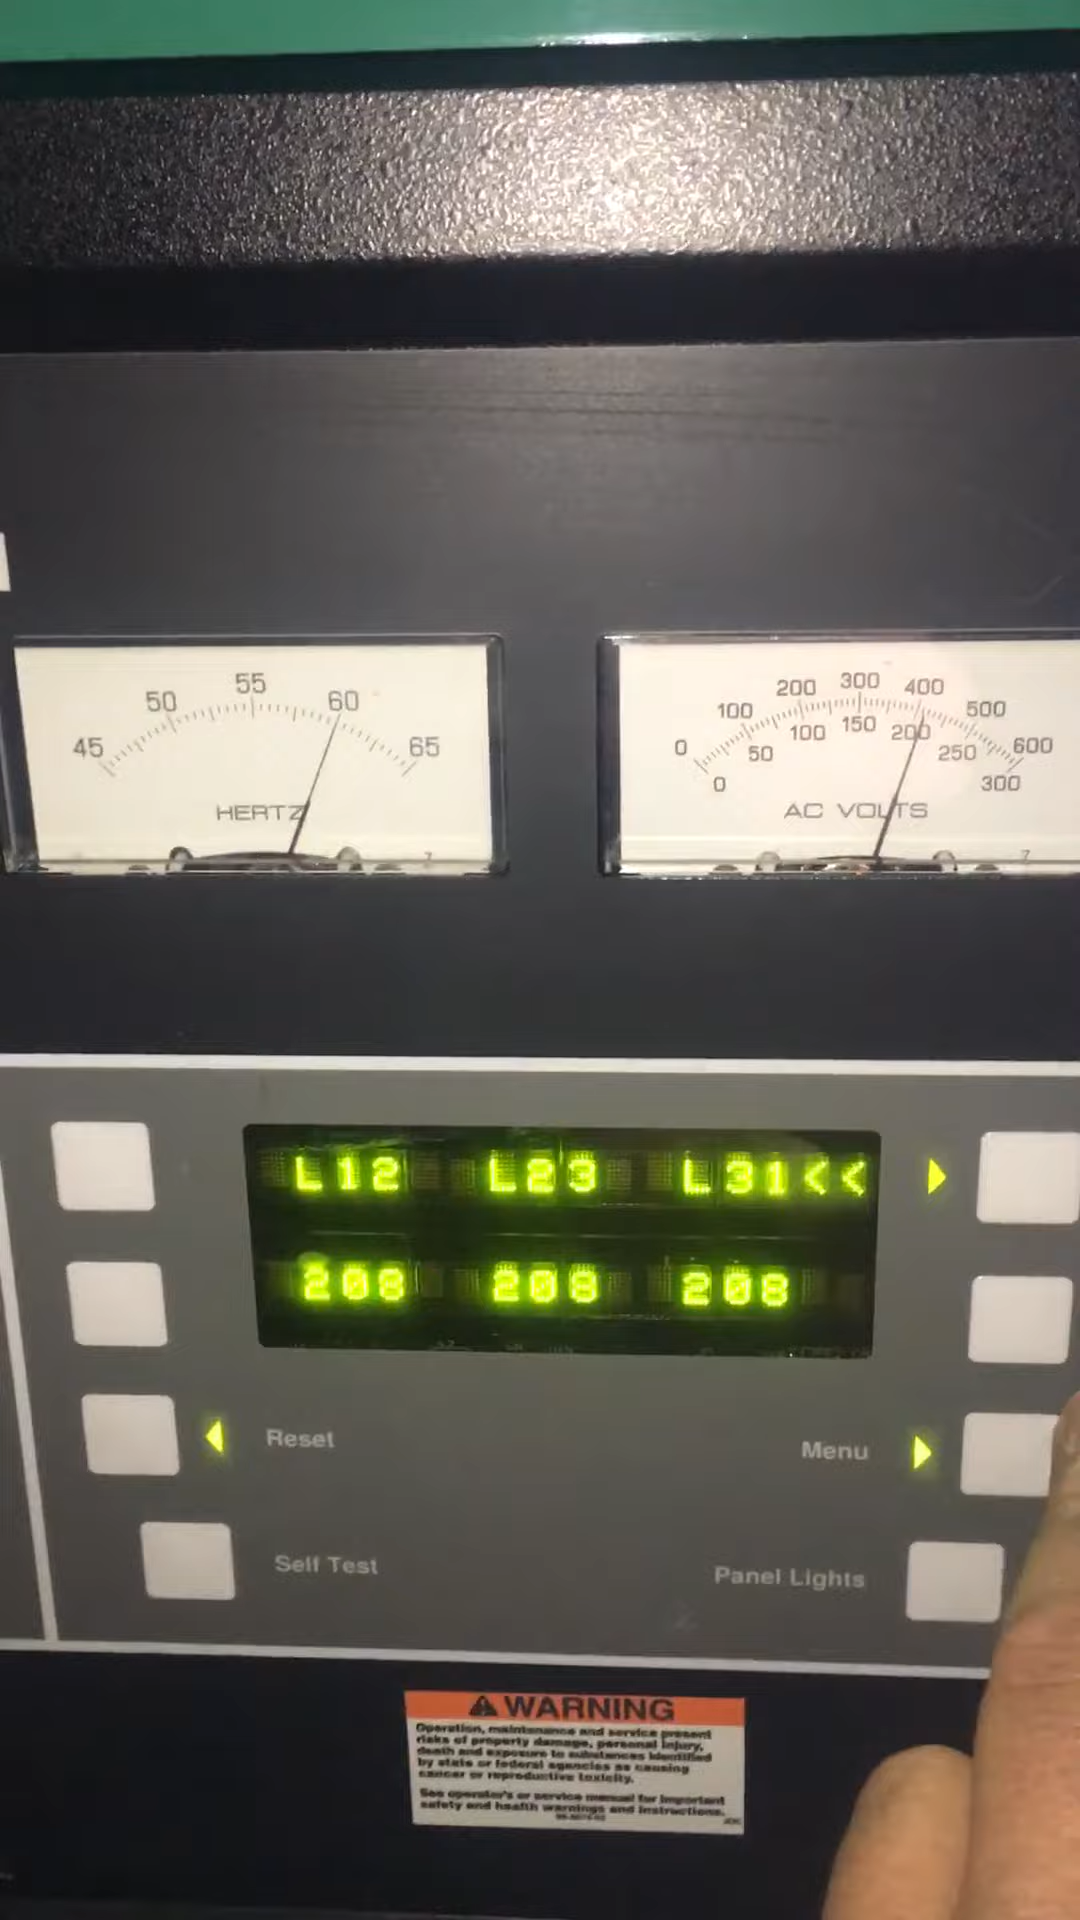 45 50 55 60 65
HERTZ
0 100 200 300 400 500 600
0 50 100 150 200 250 300
AC VOLTS
L12 L23 L31<<
208 208 208
Reset
Menu
Self Test
Panel Lights
WARNING
Operation, maintenance and service present
risks of property damage, personal injury,
death and exposure to substances identified
by state or federal agencies as causing
cancer or reproductive toxicity.
See operator's or service manual for important
safety and health warnings and instructions.